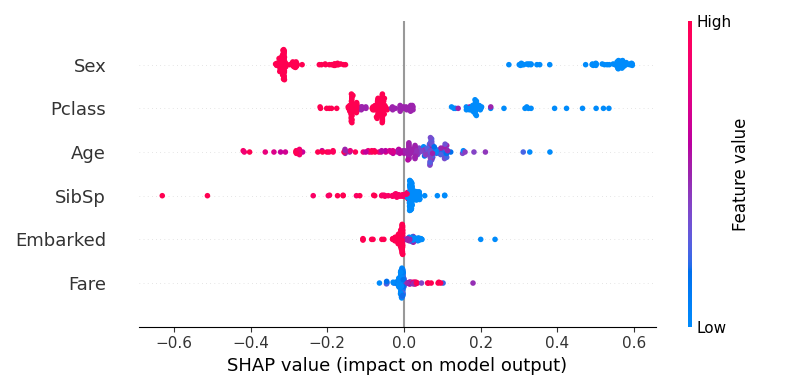 High
Sex
Pclass
Age
SibSp
Embarked
Fare
Feature value
Low
−0.6 −0.4 −0.2 0.0 0.2 0.4 0.6
SHAP value (impact on model output)